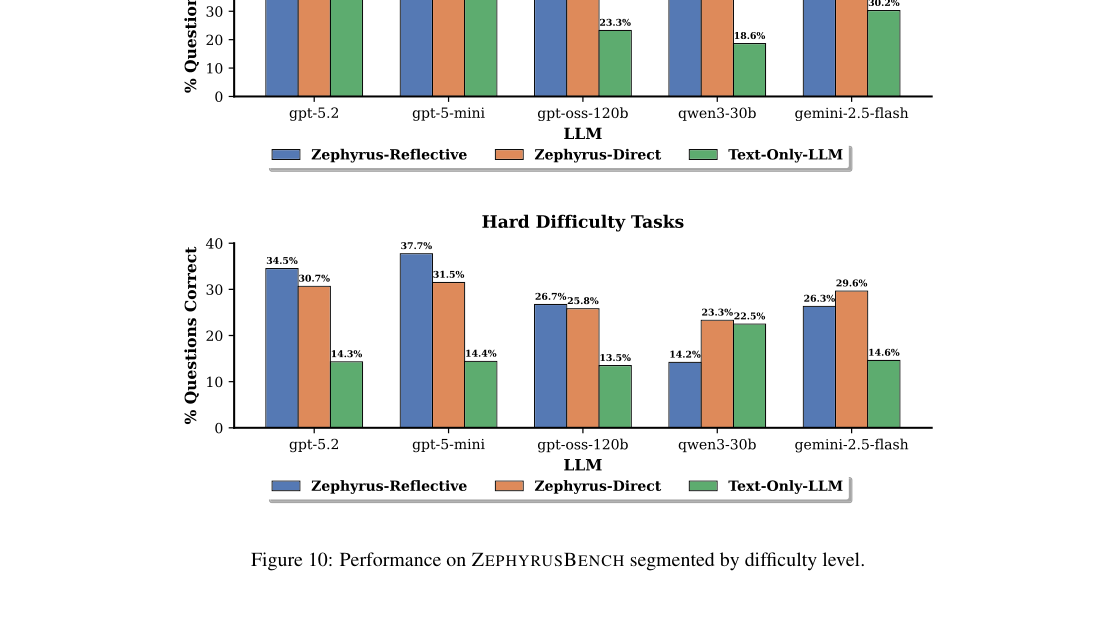 30.2%
30
23.3%
20
18.6%
10
0
% Question
gpt-5.2 gpt-5-mini gpt-oss-120b qwen3-30b gemini-2.5-flash
LLM
Zephyrus-Reflective Zephyrus-Direct Text-Only-LLM
Hard Difficulty Tasks
% Questions Correct
40
30
20
10
0
34.5% 30.7% 14.3%
37.7% 31.5% 14.4%
26.7% 25.8% 13.5%
14.2% 23.3% 22.5%
26.3% 29.6% 14.6%
gpt-5.2 gpt-5-mini gpt-oss-120b qwen3-30b gemini-2.5-flash
LLM
Zephyrus-Reflective Zephyrus-Direct Text-Only-LLM
Figure 10: Performance on ZEPHYRUSBENCH segmented by difficulty level.